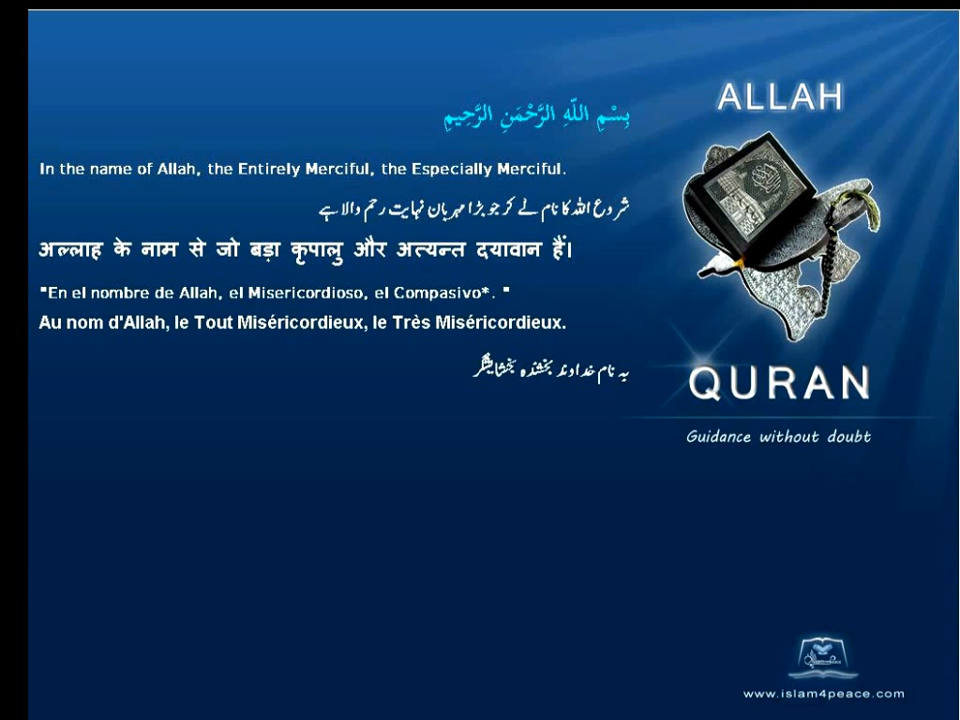 بِسْمِ اللّهِ الرَّحْمَنِ الرَّحِيمِ
In the name of Allah, the Entirely Merciful, the Especially Merciful.
شروع اللہ کا نام لے کر جو بڑا مہربان نہایت رحم والا ہے
अल्लाह के नाम से जो बड़ा कृपालु और अत्यन्त दयावान हैं।
"En el nombre de Allah, el Misericordioso, el Compasivo*. "
Au nom d'Allah, le Tout Miséricordieux, le Très Miséricordieux.
به نام خداوند بخشنده بخشایشگر
ALLAH
QURAN
Guidance without doubt
www.islam4peace.com